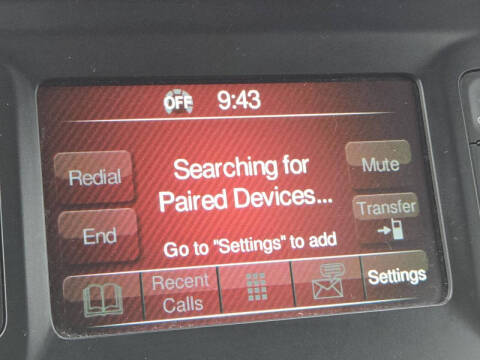 OFF 9:43
Searching for
Paired Devices...
Redial
Mute
End
Transfer
Go to "Settings" to add
Recent
Calls
Settings